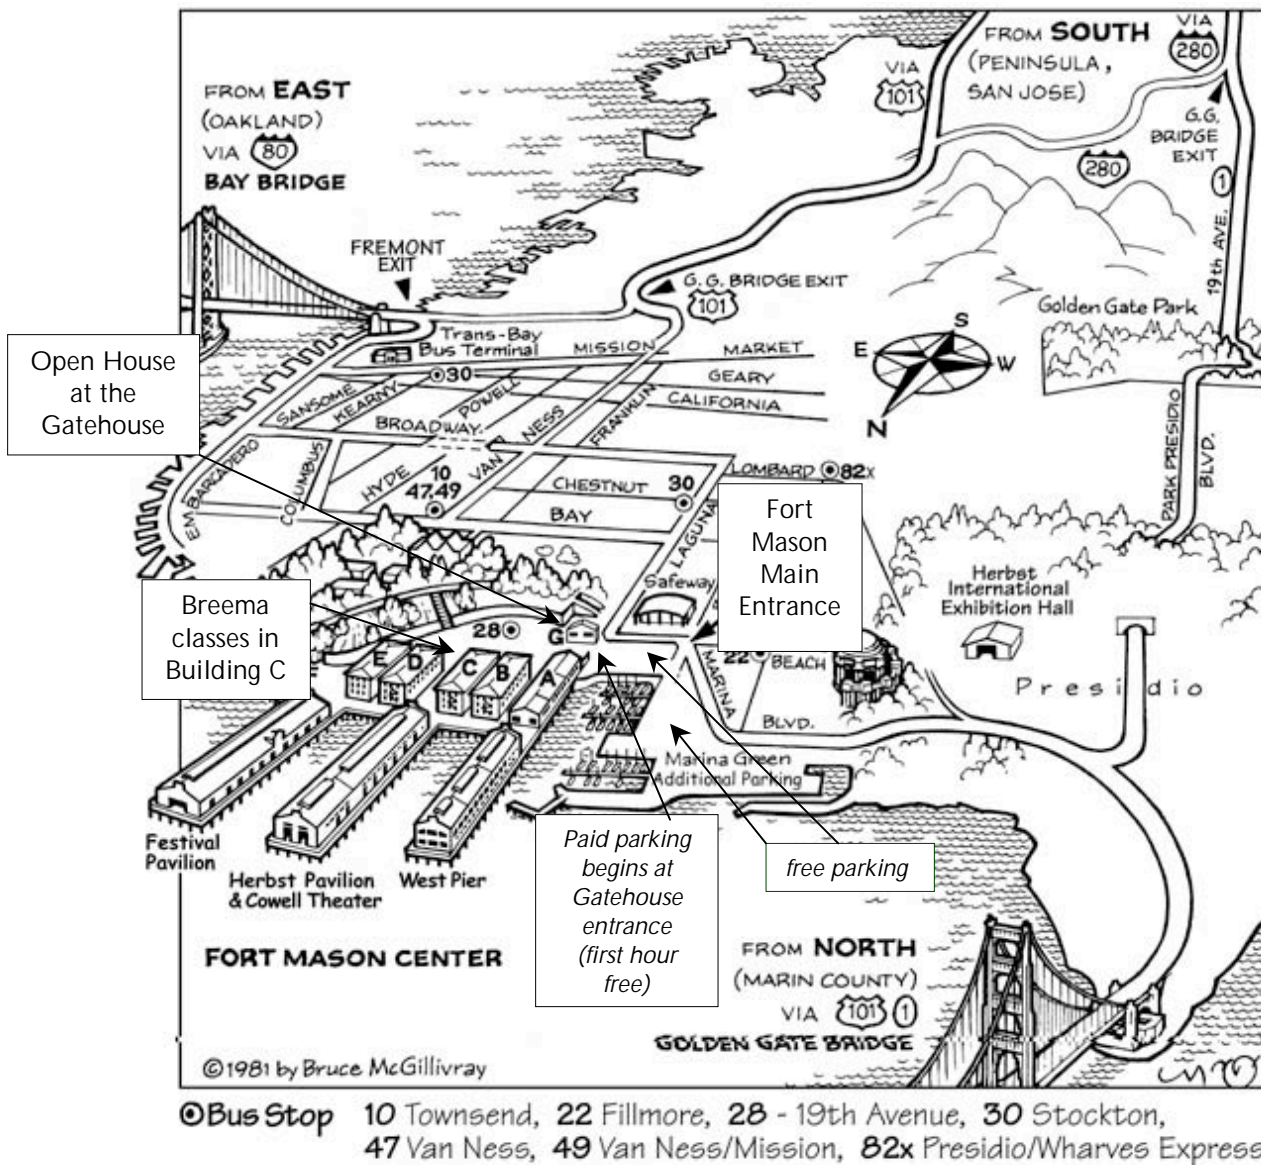 FROM EAST
(OAKLAND)
VIA 80
BAY BRIDGE
FROM SOUTH
(PENINSULA,
SAN JOSE)
VIA
101
VIA
280
G.G.
BRIDGE
EXIT
280
1
19th AVE.
FREMONT
EXIT
G.G. BRIDGE EXIT
101
Golden Gate Park
Trans-Bay
Bus Terminal
MISSION
MARKET
30
GEARY
CALIFORNIA
SANSOME
KEARNY
POWELL
BROADWAY
VAN NESS
FRANKLIN
S
E
W
N
Open House
at the
Gatehouse
EMBARCADERO
COLUMBUS
HYDE
10
47.49
CHESTNUT
30
BAY
LOMBARD 82x
LAGUNA
PARK PRESIDIO
BLVD.
Fort
Mason
Main
Entrance
Safeway
Herbst
International
Exhibition Hall
Presidio
Breema
classes in
Building C
28
G
E
D
C
B
A
22
BEACH
MARINA
BLVD.
Marina Green
Additional Parking
Paid parking
begins at
Gatehouse
entrance
(first hour
free)
free parking
Festival
Pavilion
Herbst Pavilion
& Cowell Theater
West Pier
FORT MASON CENTER
FROM NORTH
(MARIN COUNTY)
VIA 101 1
GOLDEN GATE BRIDGE
©1981 by Bruce McGillivray
Bus Stop 10 Townsend, 22 Fillmore, 28 - 19th Avenue, 30 Stockton,
47 Van Ness, 49 Van Ness/Mission, 82x Presidio/Wharves Express